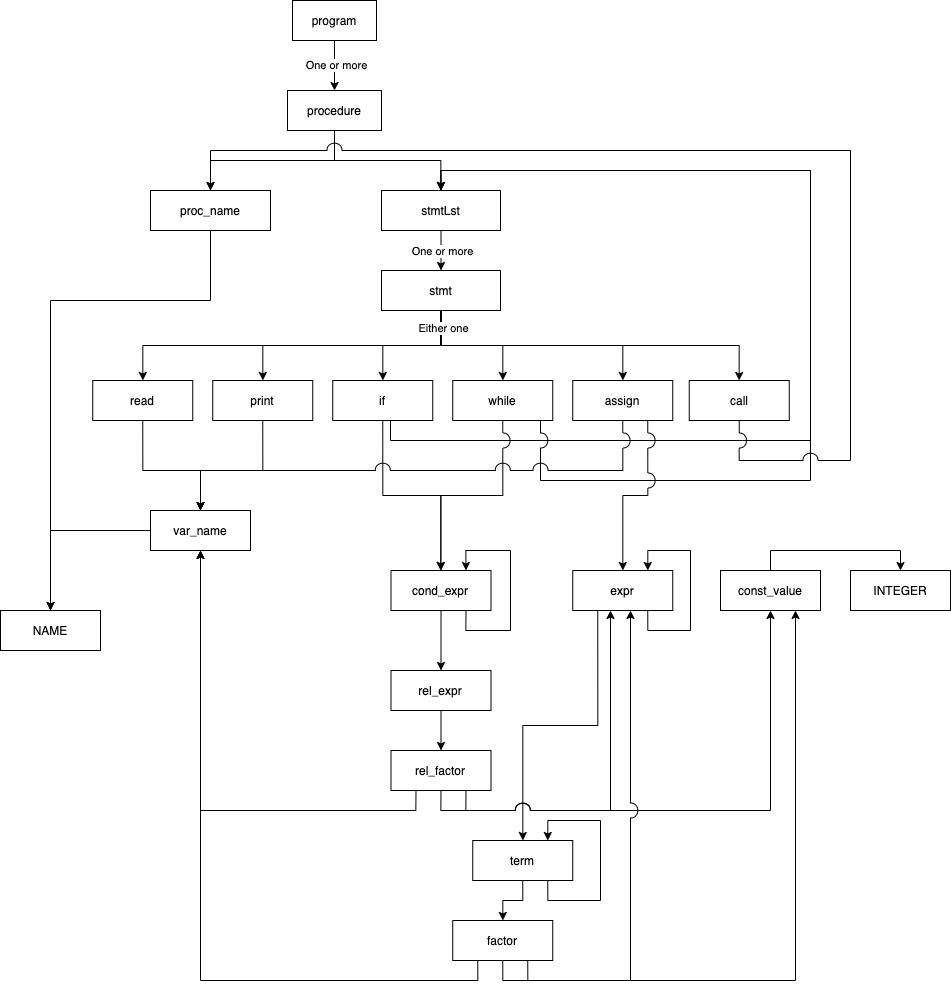 program
One or more
procedure
proc_name
stmtLst
One or more
stmt
Either one
read
print
if
while
assign
call
var_name
cond_expr
expr
const_value
INTEGER
NAME
rel_expr
rel_factor
term
factor